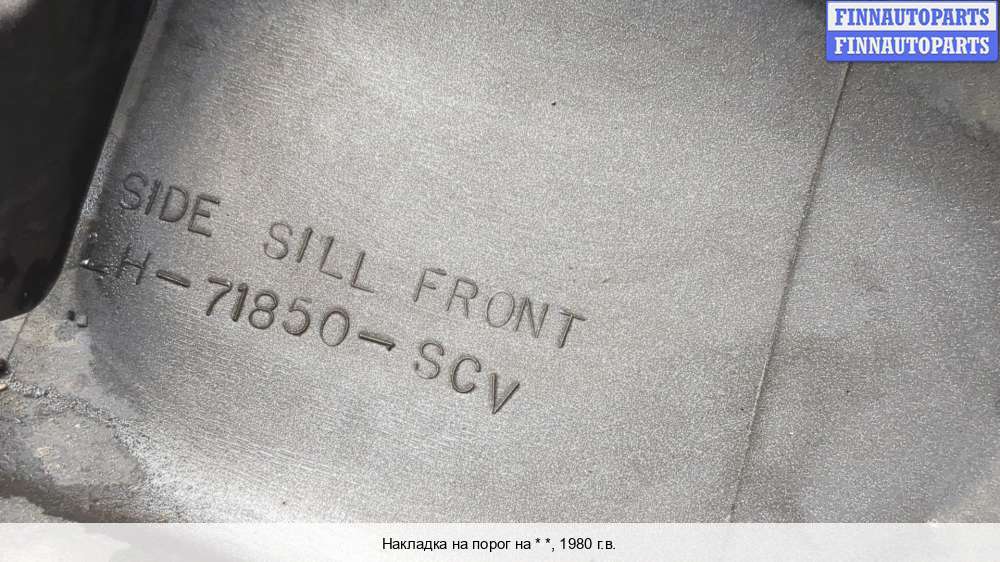 FINNAUTOPARTS
FINNAUTOPARTS
SIDE SILL FRONT
LH-71850-SCV
Накладка на порог на * *, 1980 г.в.